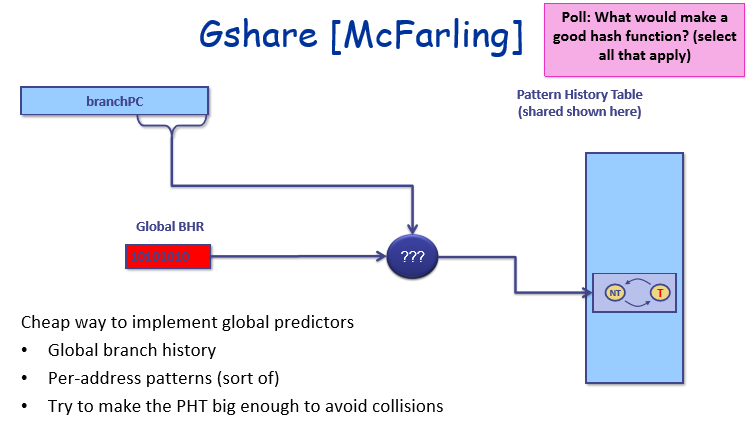 Gshare [McFarling]
Poll: What would make a
good hash function? (select
all that apply)
branchPC
Pattern History Table
(shared shown here)
Global BHR
10101010
???
NT
T
Cheap way to implement global predictors
• Global branch history
• Per-address patterns (sort of)
• Try to make the PHT big enough to avoid collisions